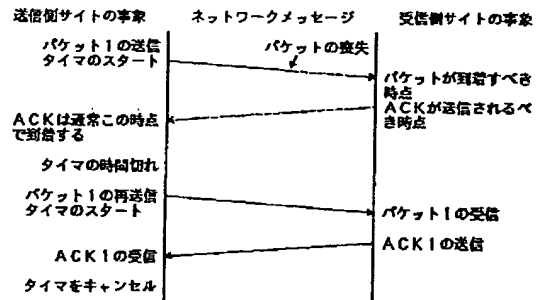 送信側サイトの事象
ネットワークメッセージ
受信側サイトの事象
パケット1の送信
タイマのスタート
パケットの喪失
パケットが到着すべき
時点
ACKが送信されるべ
き時点
ACKは通常この時点
で到着する
タイマの時間切れ
パケット1の再送信
タイマのスタート
パケット1の受信
ACK1の送信
ACK1の受信
タイマをキャンセル